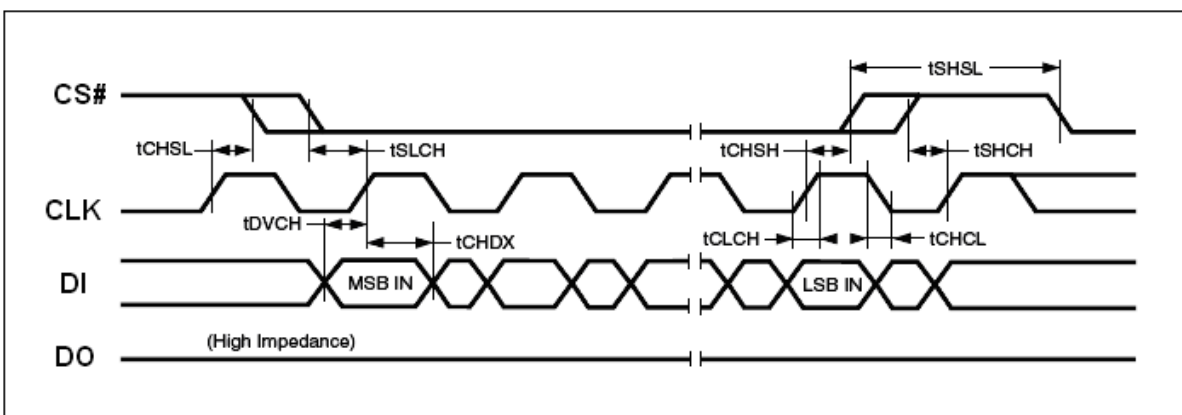 tSHSL
CS#
tCHSL
tSLCH
tCHSH
tSHCH
CLK
tDVCH
tCHDX
tCLCH
tCHCL
DI
MSB IN
LSB IN
(High Impedance)
DO